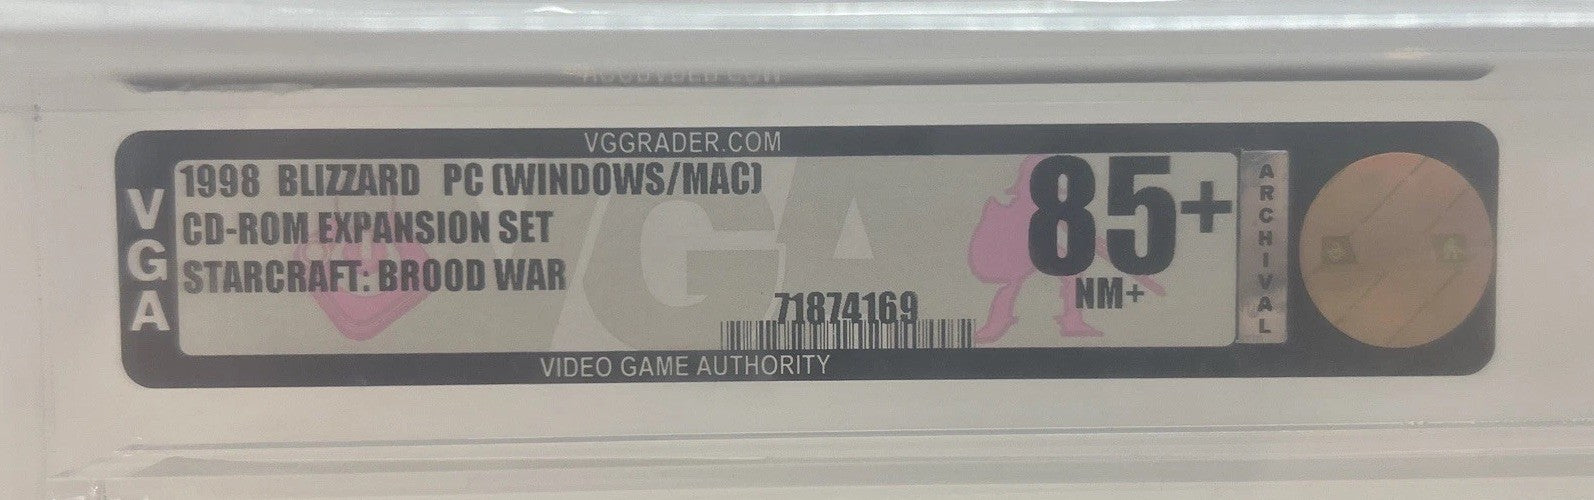 VGGRADER.COM
VGA
1998 BLIZZARD PC (WINDOWS/MAC)
CD-ROM EXPANSION SET
STARCRAFT: BROOD WAR
VGA
71874169
85+
NM+
ARCHIVAL
VIDEO GAME AUTHORITY